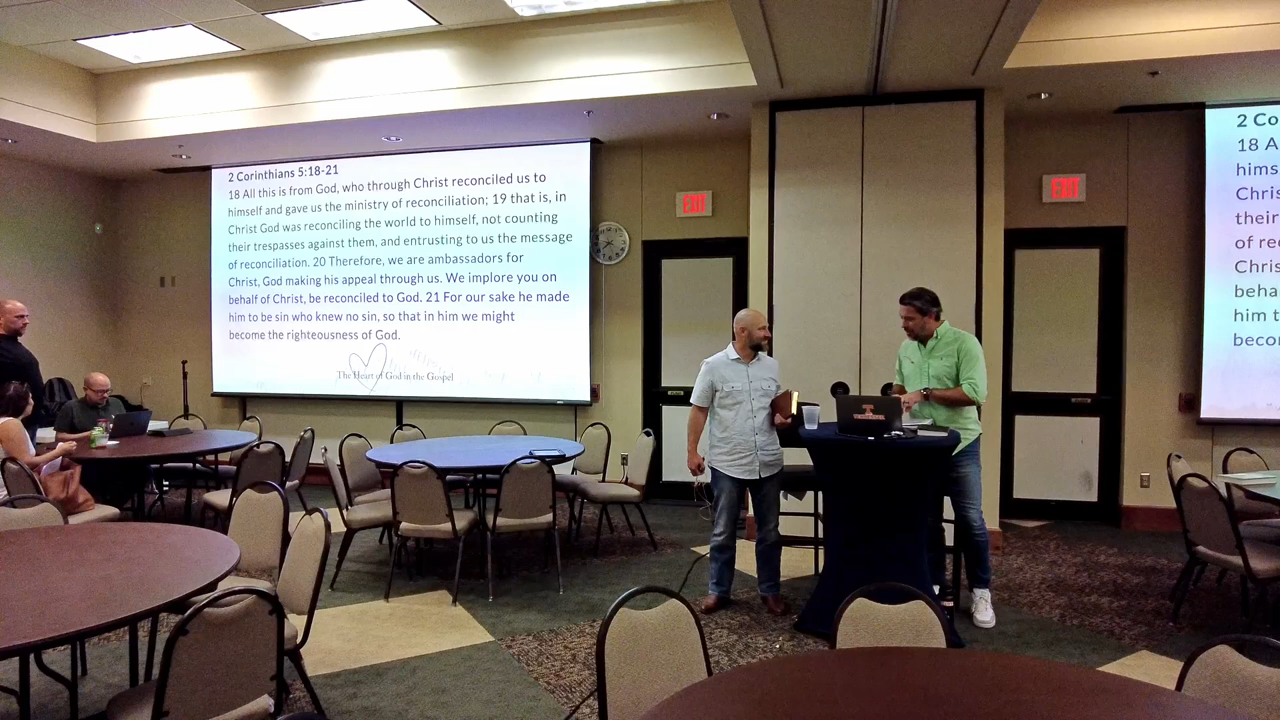 2 Corinthians 5:18-21
18 All this is from God, who through Christ reconciled us to
himself and gave us the ministry of reconciliation; 19 that is, in
Christ God was reconciling the world to himself, not counting
their trespasses against them, and entrusting to us the message
of reconciliation. 20 Therefore, we are ambassadors for
Christ, God making his appeal through us. We implore you on
behalf of Christ, be reconciled to God. 21 For our sake he made
him to be sin who knew no sin, so that in him we might
become the righteousness of God.
The Heart of God in the Gospel
EXIT
EXIT
2 Co
18 A
hims
Chris
their
of rec
Chris
beha
him t
becor